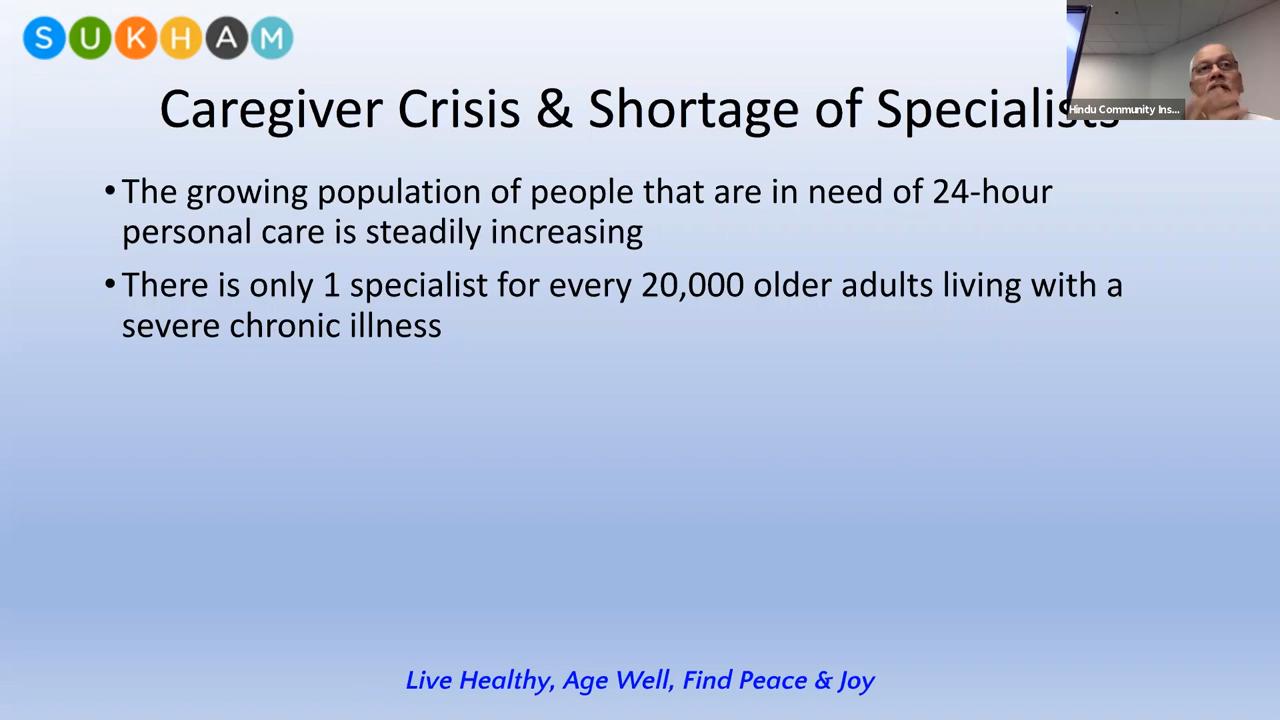 SUKHAM
Hindu Community Ins...
Caregiver Crisis & Shortage of Specialists
• The growing population of people that are in need of 24-hour
personal care is steadily increasing
• There is only 1 specialist for every 20,000 older adults living with a
severe chronic illness
Live Healthy, Age Well, Find Peace & Joy